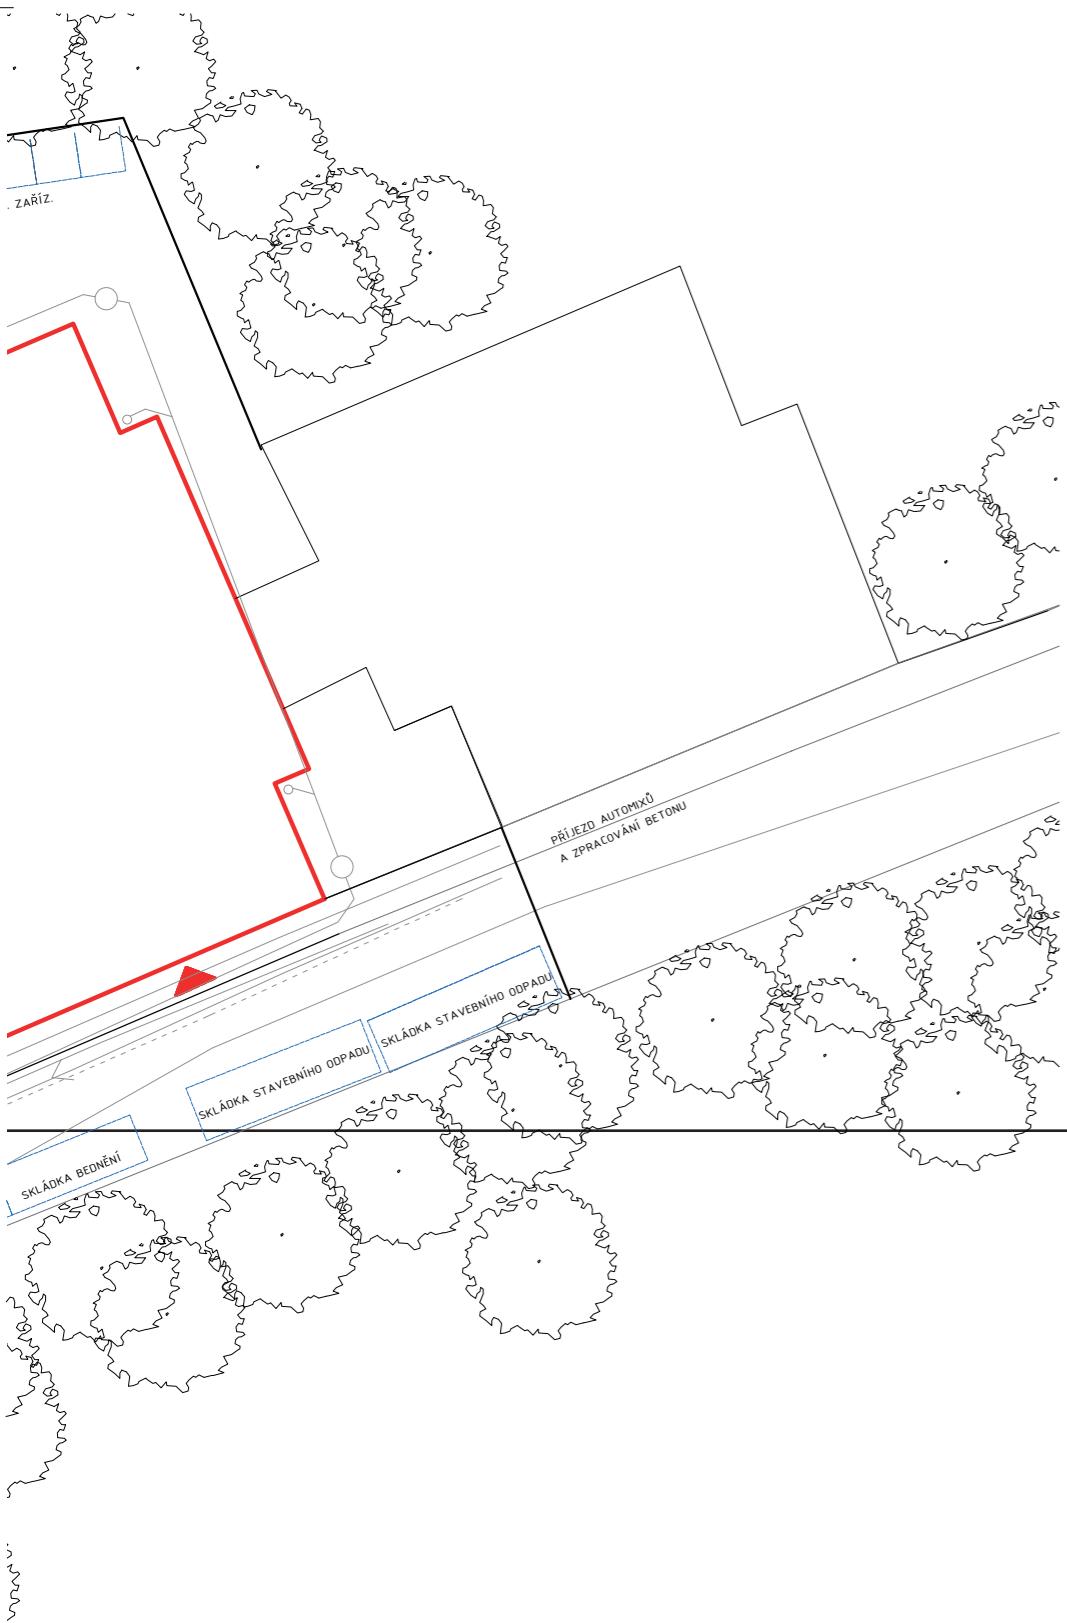 . ZAŘÍZ.
PŘÍJEZD AUTOMIXŮ
A ZPRACOVÁNÍ BETONU
SKLÁDKA STAVEBNÍHO ODPADU
SKLÁDKA STAVEBNÍHO ODPADU
SKLÁDKA BEDNĚNÍ